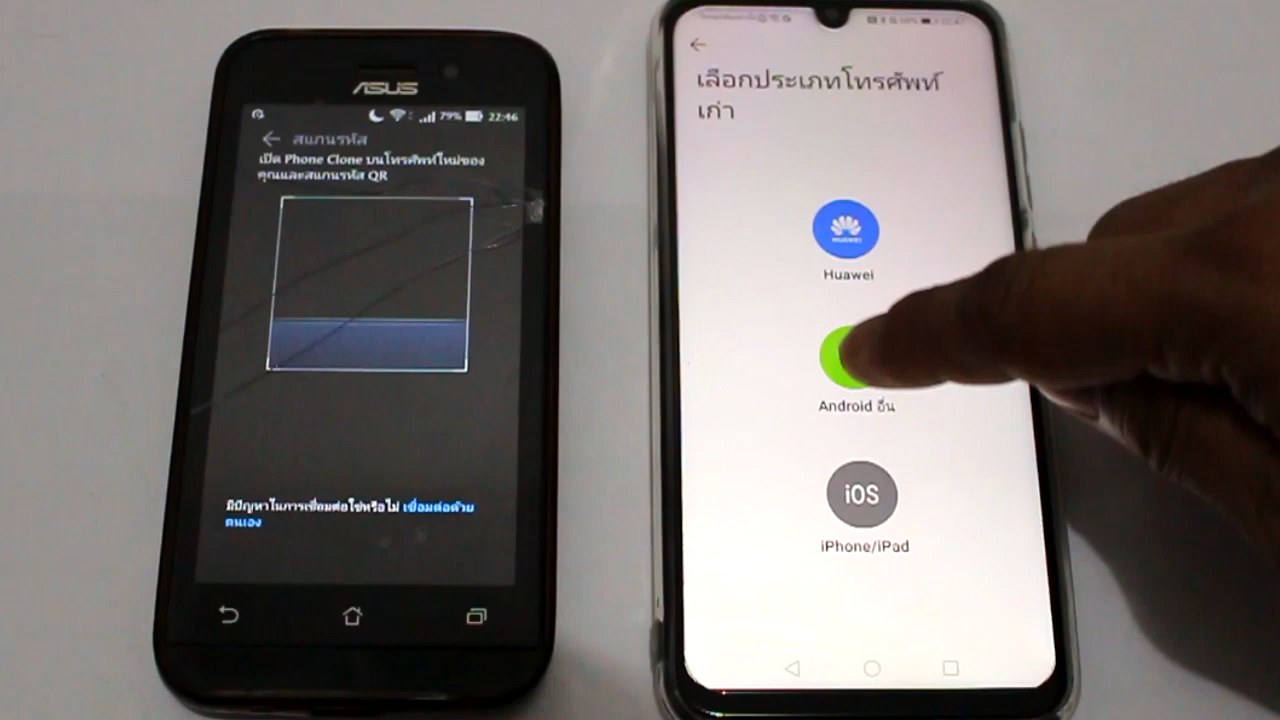 ASUS
79% 22:46
สแกนรหัส
เปิด Phone Clone บนโทรศัพท์ใหม่ของ
คุณและสแกนรหัส QR
มีปัญหาในการเชื่อมต่อใช่หรือไม่ เชื่อมต่อด้วย
ตนเอง
เลือกประเภทโทรศัพท์
เก่า
HUAWEI
Huawei
Android อื่น
iOS
iPhone/iPad